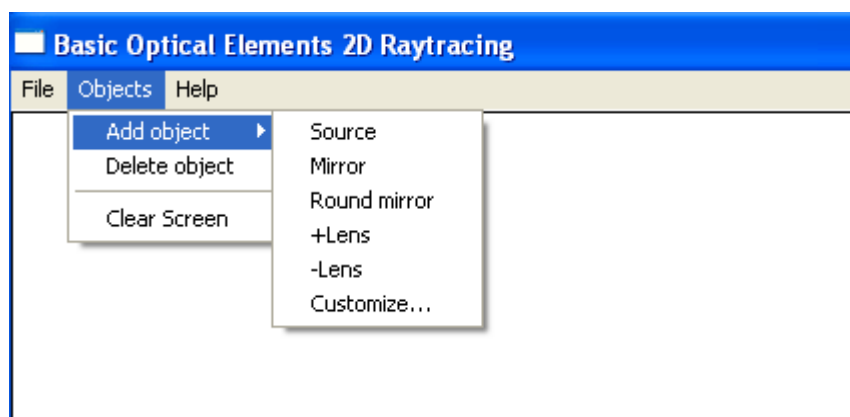 Basic Optical Elements 2D Raytracing
File Objects Help
Add object
Delete object
Clear Screen
Source
Mirror
Round mirror
+Lens
-Lens
Customize...